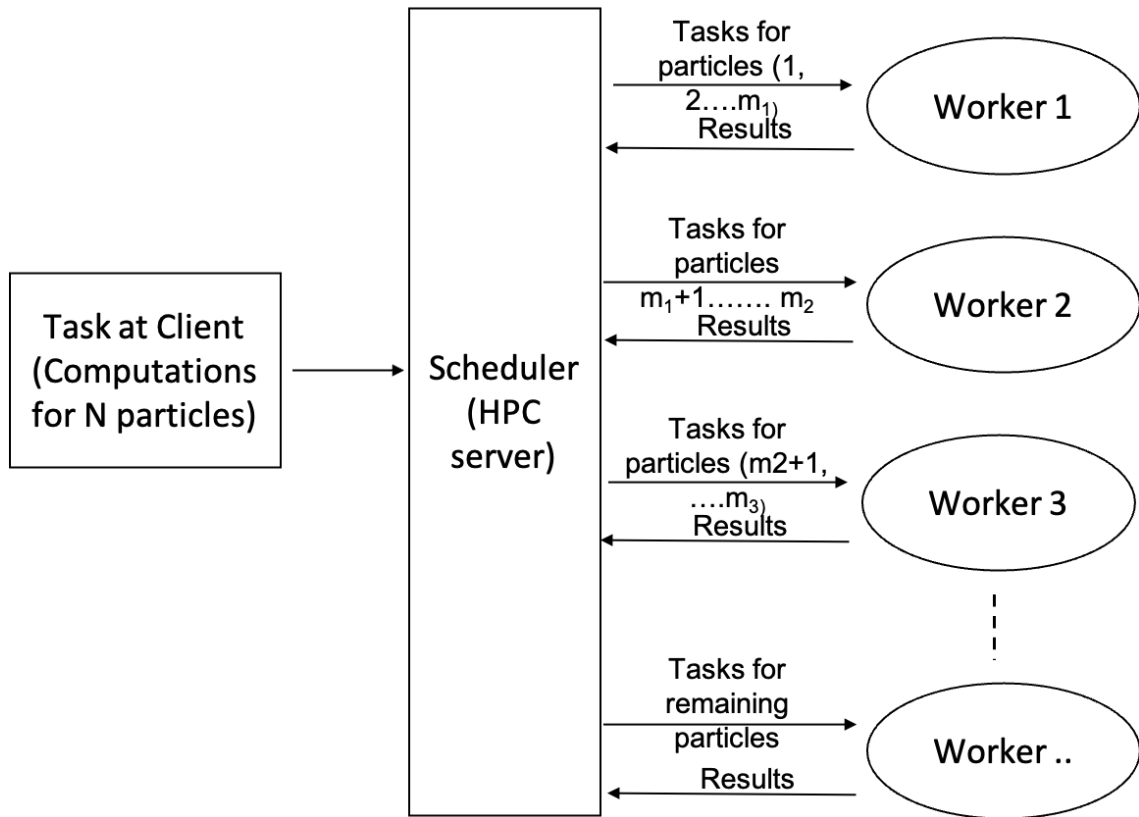 Task at Client
(Computations
for N particles)
Scheduler
(HPC
server)
Tasks for
particles (1,
2....m₁)
Results
Worker 1
Tasks for
particles
m₁+1....... m₂
Results
Worker 2
Tasks for
particles (m2+1,
....m₃)
Results
Worker 3
Tasks for
remaining
particles
Results
Worker ..